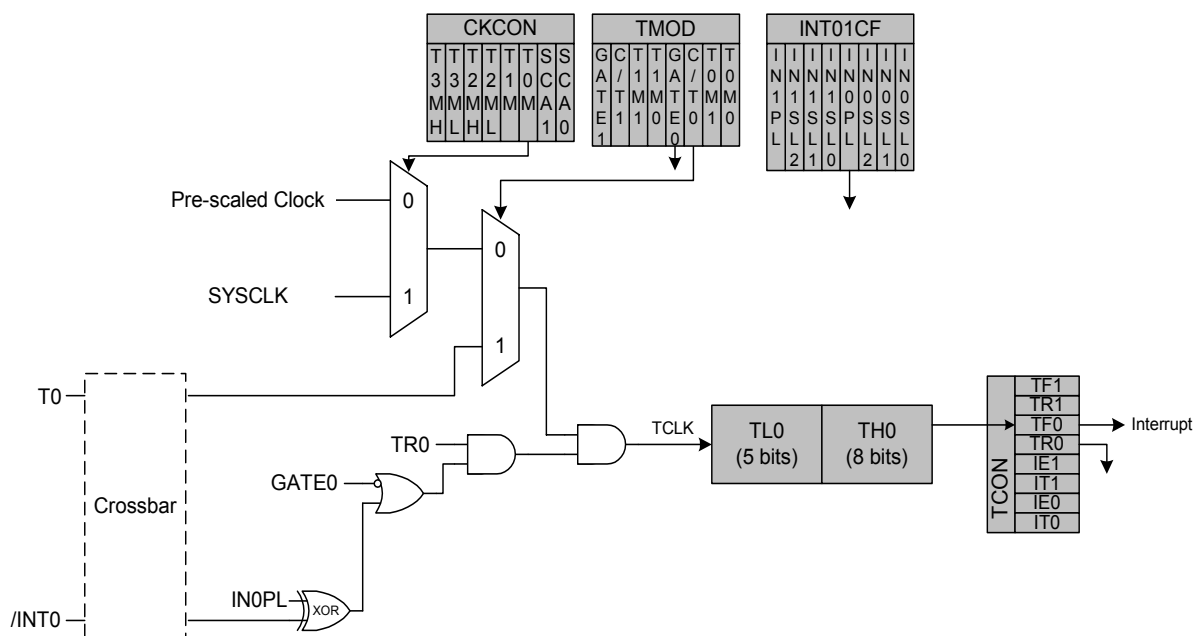 CKCON
T3MH T3ML T2MH T2ML T1M T0M SCA1 SCA0
TMOD
GATE1 C/T1 T1M1 T1M0 GATE0 C/T0 T0M1 T0M0
INT01CF
IN1PL IN1SL2 IN1SL1 IN1SL0 IN0PL IN0SL2 IN0SL1 IN0SL0
Pre-scaled Clock
0
SYSCLK
1
0
1
T0
Crossbar
/INT0
TR0
GATE0
IN0PL
XOR
TCLK
TL0
(5 bits)
TH0
(8 bits)
TCON
TF1
TR1
TF0
TR0
IE1
IT1
IE0
IT0
Interrupt